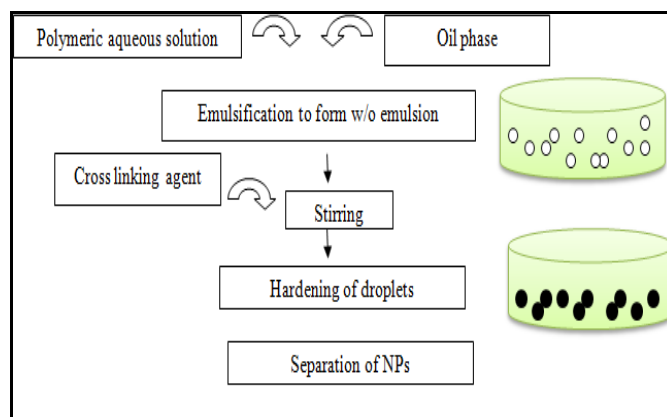 Polymeric aqueous solution
Oil phase
Emulsification to form w/o emulsion
Cross linking agent
Stirring
Hardening of droplets
Separation of NPs